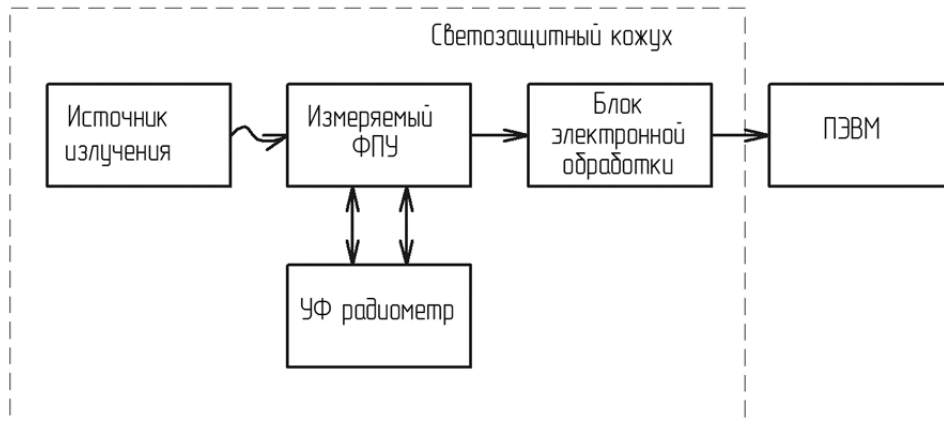 Светозащитный кожух
Источник
излучения
Измеряемый
ФПУ
Блок
электронной
обработки
ПЭВМ
УФ радиометр